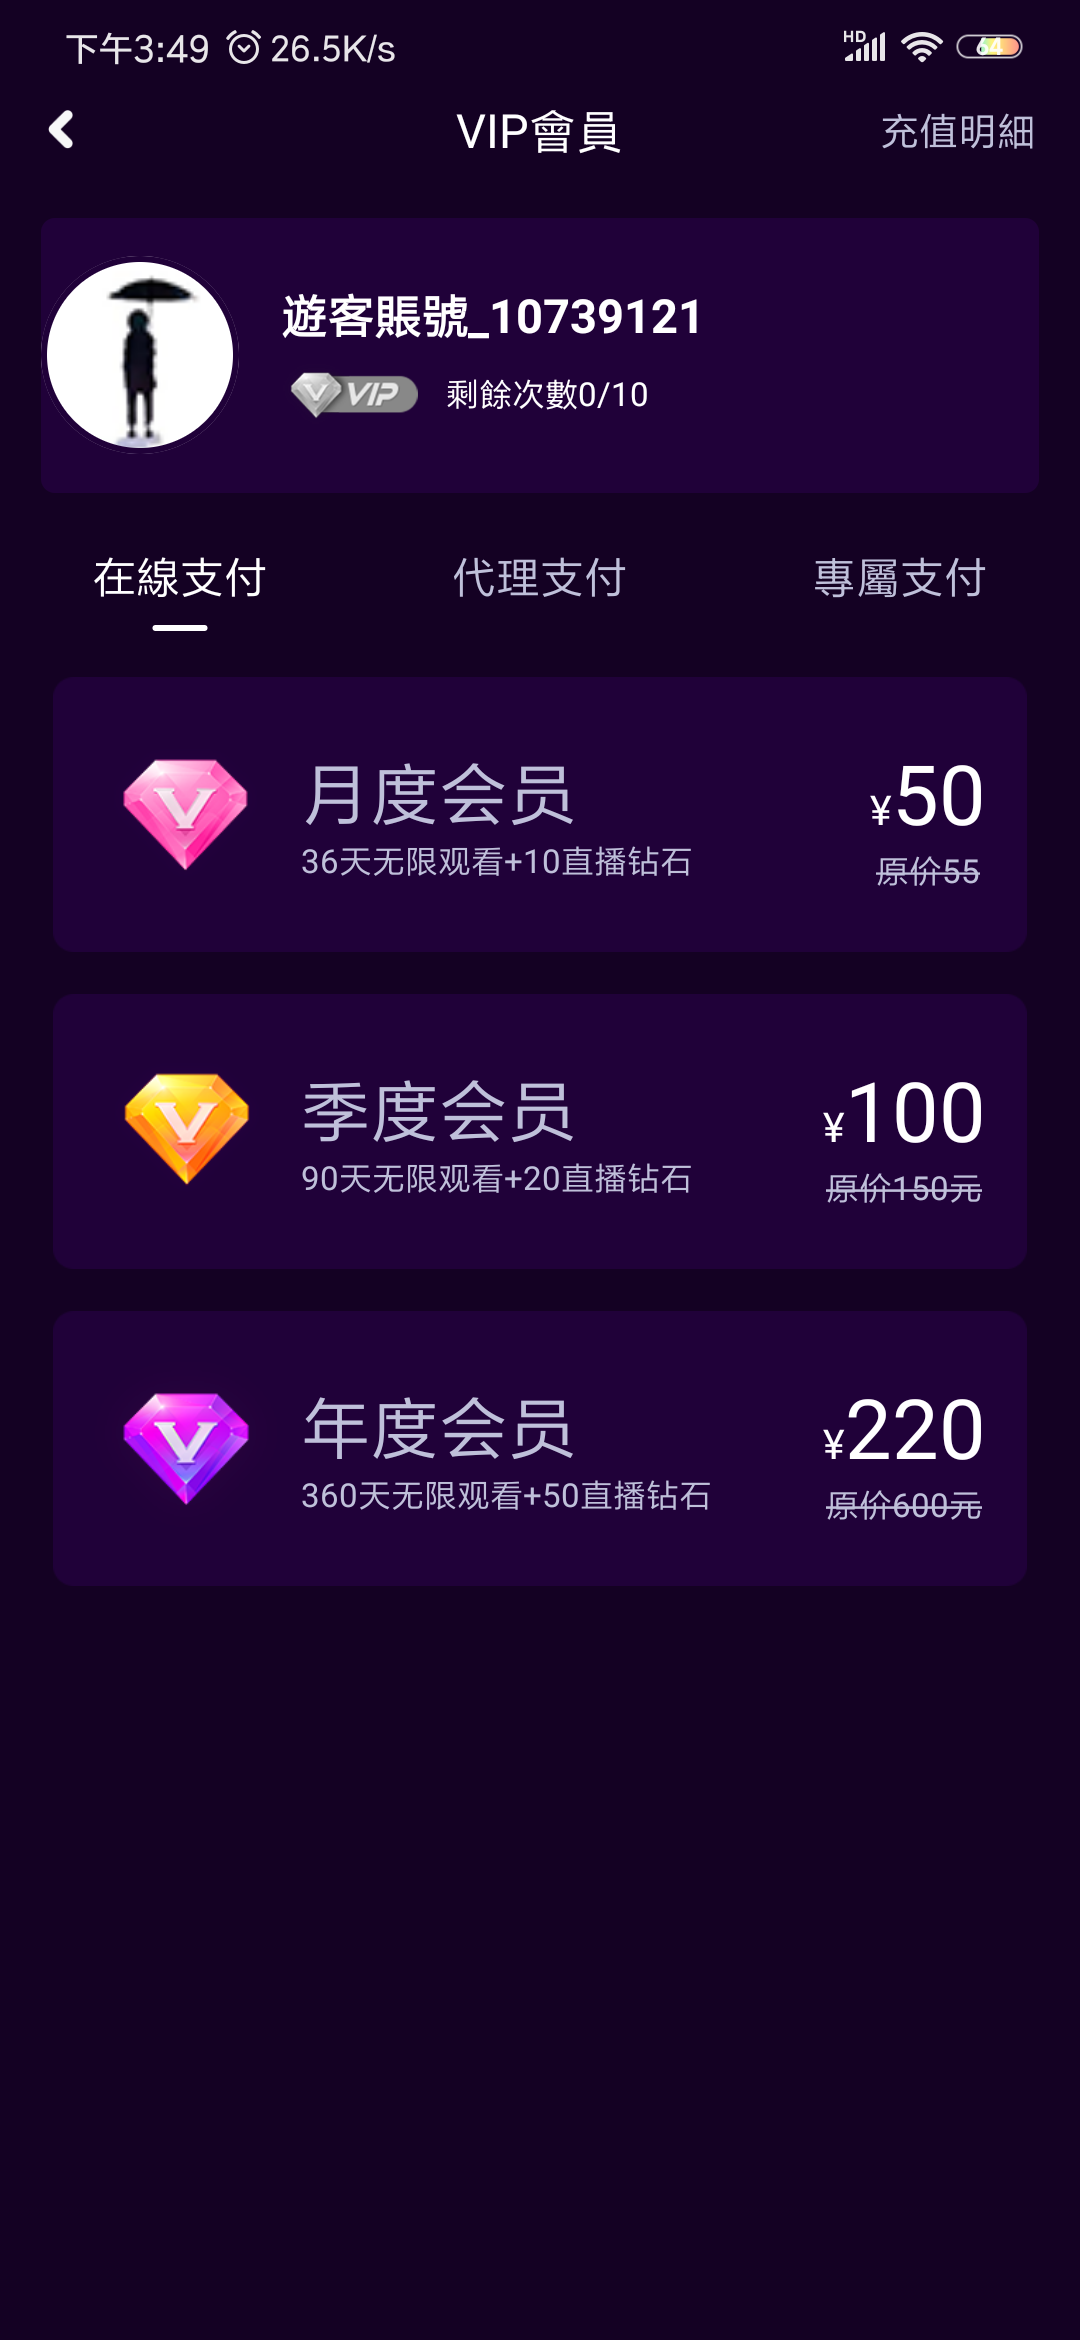 下午3:49 26.5K/s HD 64
VIP會員 充值明細
遊客賬號_10739121
V VIP 剩餘次數0/10
在線支付 代理支付 專屬支付
V 月度会员 ¥50
36天无限观看+10直播钻石 原价55
V 季度会员 ¥100
90天无限观看+20直播钻石 原价150元
V 年度会员 ¥220
360天无限观看+50直播钻石 原价600元